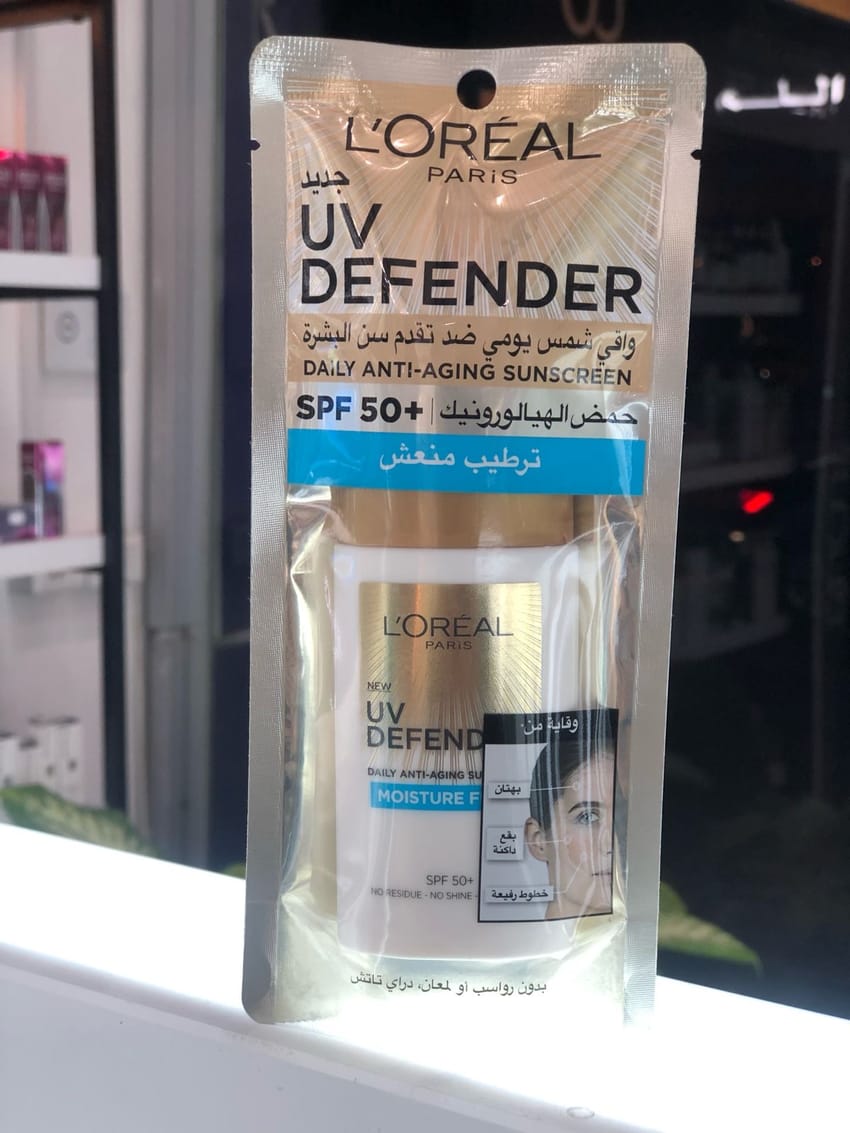 L'ORÉAL
PARIS
جديد
UV
DEFENDER
واقي شمس يومي ضد تقدم سن البشرة
DAILY ANTI-AGING SUNSCREEN
SPF 50+ | حمض الهيالورونيك
ترطيب منعش
L'ORÉAL
PARIS
NEW
UV
DEFEND
DAILY ANTI-AGING SU
MOISTURE F
SPF 50+
NO RESIDUE - NO SHINE -
وقاية من:
بهتان
بقع
داكنة
خطوط رفيعة
بدون رواسب أو لمعان، دراي تاتش